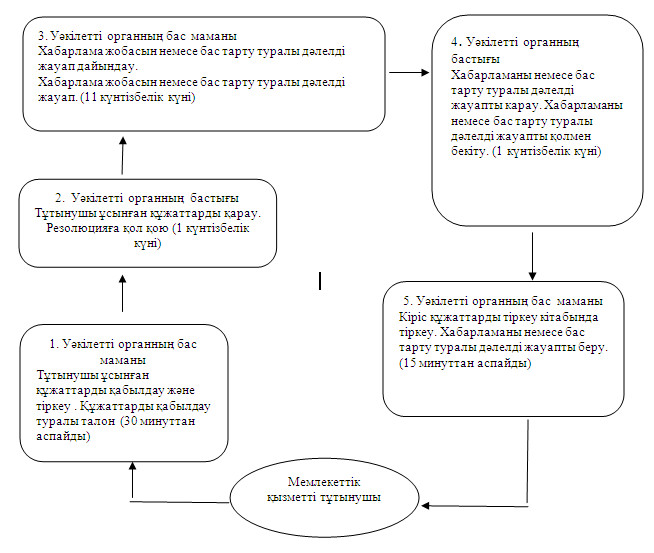 3. Уәкілетті органның бас маманы
Хабарлама жобасын немесе бас тарту туралы дәлелді
жауап дайындау.
Хабарлама жобасын немесе бас тарту туралы дәлелді
жауап. (11 күнтізбелік күні)
4. Уәкілетті органның
бастығы
Хабарламаны немесе бас
тарту туралы дәлелді
жауапты қарау. Хабарламаны
немесе бас тарту туралы
дәлелді жауапты қолмен
бекіту. (1 күнтізбелік күні)
2. Уәкілетті органның бастығы
Тұтынушы ұсынған құжаттарды қарау.
Резолюцияға қол қою (1 күнтізбелік
күні)
5. Уәкілетті органның бас маманы
Кіріс құжаттарды тіркеу кітабында
тіркеу. Хабарламаны немесе бас
тарту туралы дәлелді жауапты беру.
(15 минуттан аспайды)
1. Уәкілетті органның бас
маманы
Тұтынушы ұсынған
құжаттарды қабылдау және
тіркеу . Құжаттарды қабылдау
туралы талон (30 минуттан
аспайды)
Мемлекеттік
қызметті тұтынушы